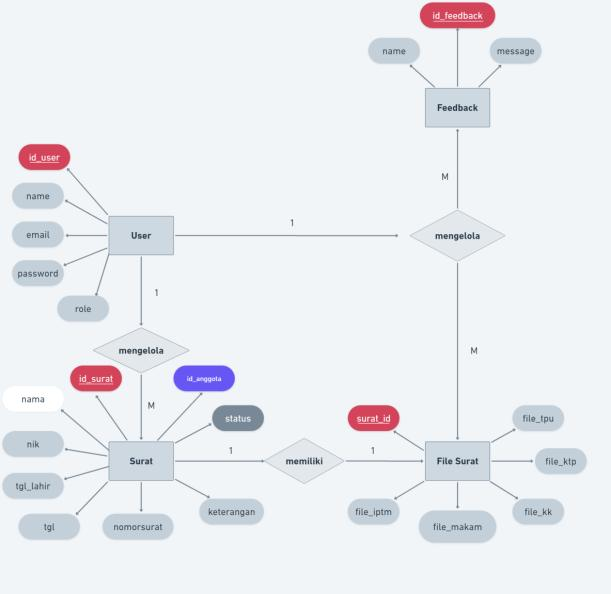 id_feedback
name
message
Feedback
id_user
M
name
1
User
mengelola
email
password
1
role
mengelola
M
id_surat
id_anggota
nama
M
status
surat_id
file_tpu
nik
1
1
Surat
memiliki
File Surat
file_ktp
tgl_lahir
keterangan
file_iptm
file_kk
tgl
nomorsurat
file_makam